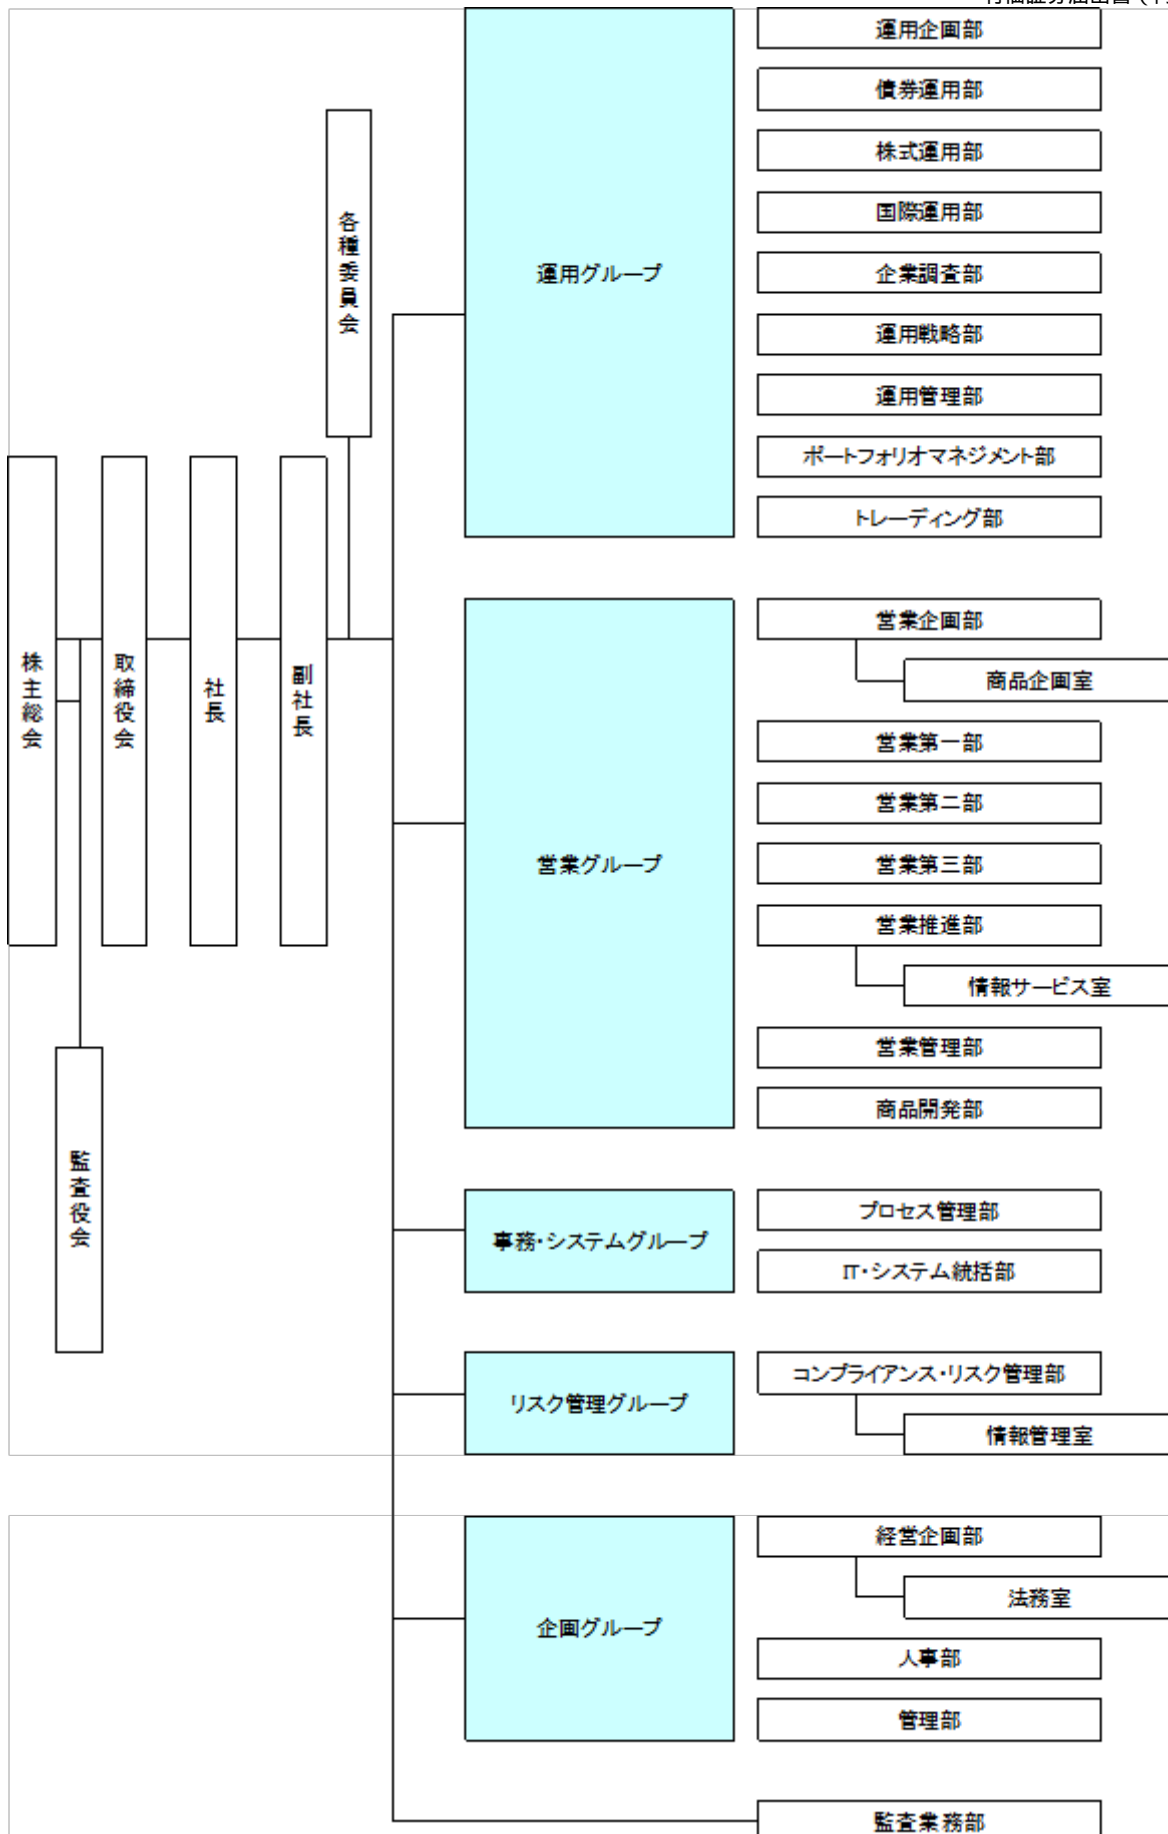 運用企画部
債券運用部
株式運用部
国際運用部
企業調査部
運用戦略部
運用管理部
ポートフォリオマネジメント部
トレーディング部
各種委員会
運用グループ
株主総会
取締役会
社長
副社長
監査役会
営業グループ
営業企画部
商品企画室
営業第一部
営業第二部
営業第三部
営業推進部
情報サービス室
営業管理部
商品開発部
事務・システムグループ
プロセス管理部
IT・システム統括部
リスク管理グループ
コンプライアンス・リスク管理部
情報管理室
企画グループ
経営企画部
法務室
人事部
管理部
監査業務部